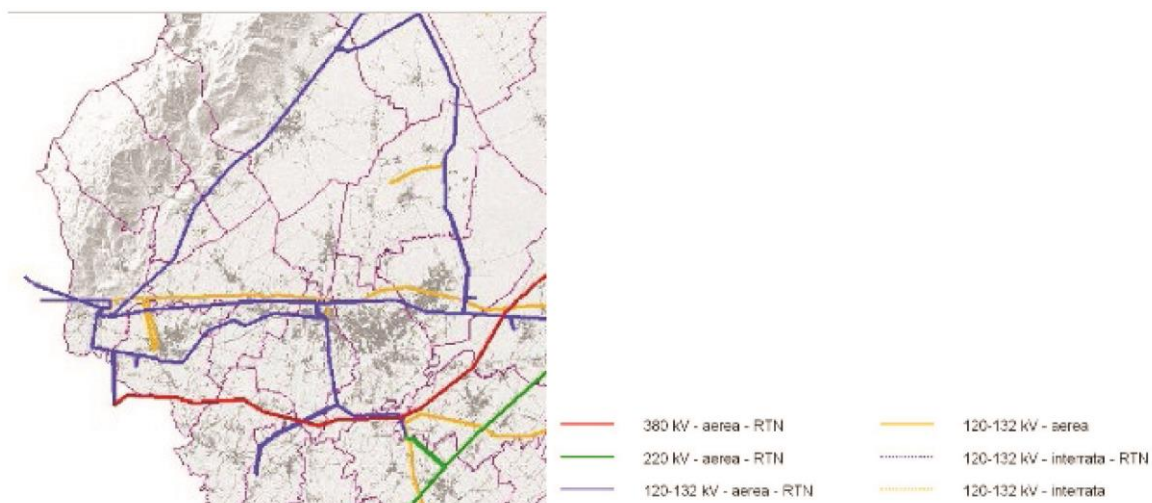 380 kV - aerea - RTN
220 kV - aerea - RTN
120-132 kV - aerea - RTN
120-132 kV - aerea
120-132 kV - interrata - RTN
120-132 kV - interrata